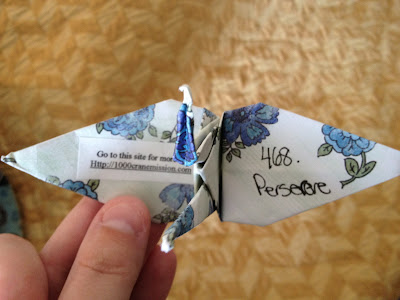 Go to this site for more
Http://1000cranemission.com
468.
Persevere